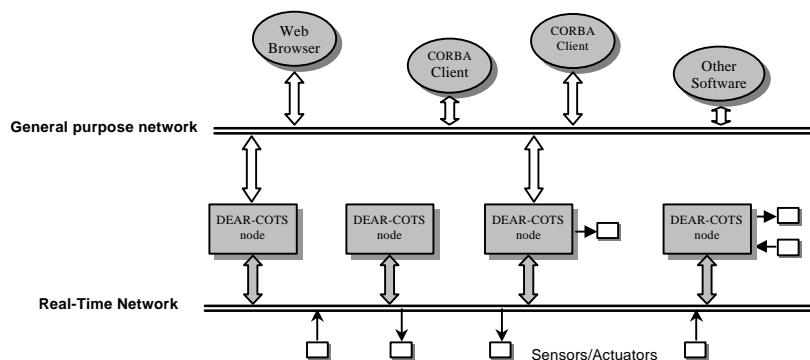 Web
Browser
CORBA
Client
CORBA
Client
Other
Software
General purpose network
DEAR-COTS
node
DEAR-COTS
node
DEAR-COTS
node
DEAR-COTS
node
Real-Time Network
Sensors/Actuators